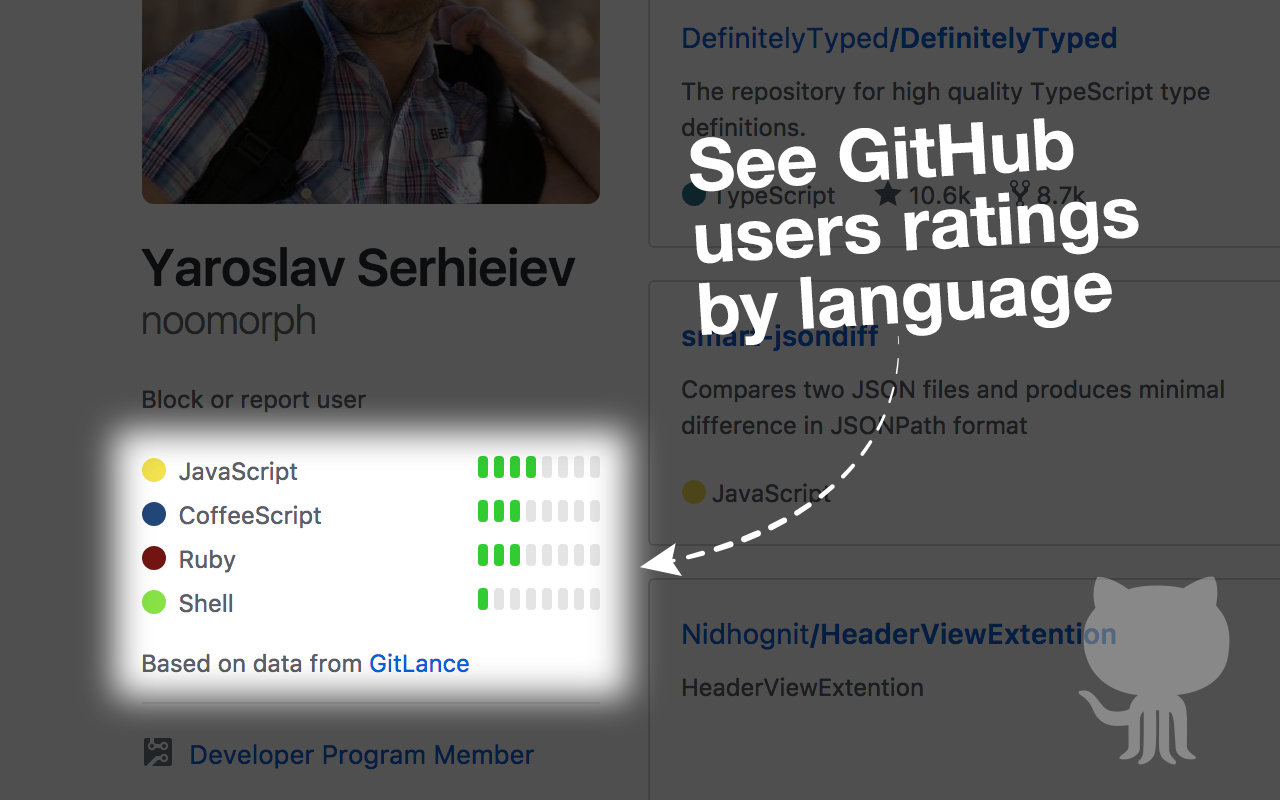 BEF
Yaroslav Serhieiev
noomorph
Block or report user
JavaScript
CoffeeScript
Ruby
Shell
Based on data from GitLance
Developer Program Member
DefinitelyTyped/DefinitelyTyped
The repository for high quality TypeScript type
definitions.
TypeScript 10.6k 8.7k
See GitHub
users ratings
by language
smart-jsondiff
Compares two JSON files and produces minimal
difference in JSONPath format
JavaScript
Nidhognit/HeaderViewExtention
HeaderViewExtention